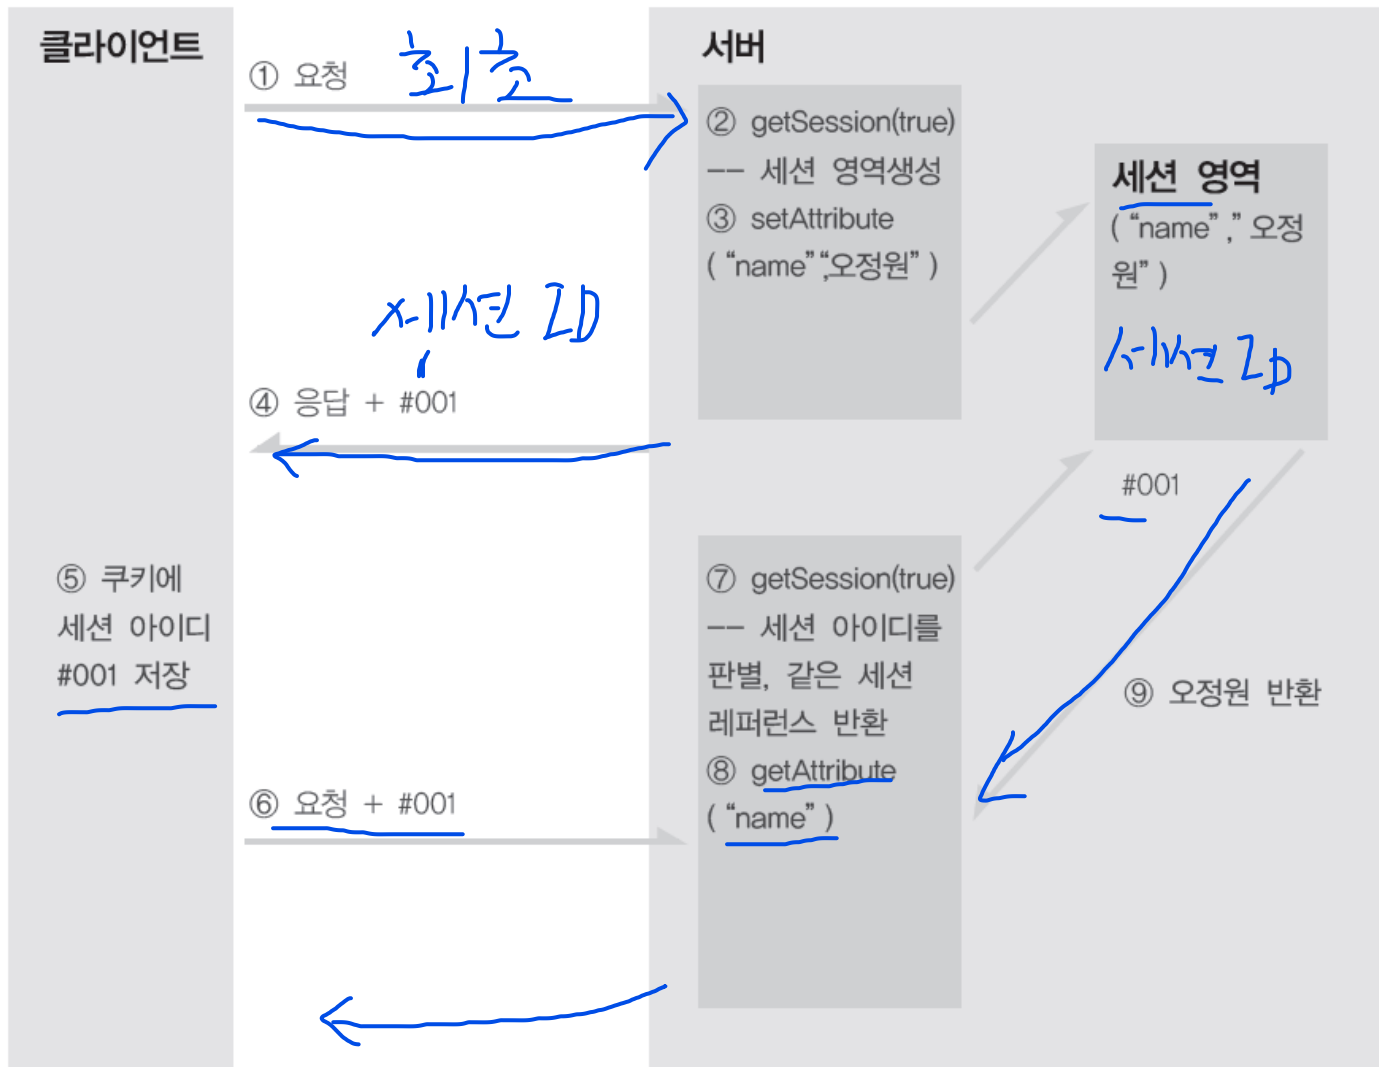 클라이언트
① 요청
최초
서버
② getSession(true)
-- 세션 영역생성
③ setAttribute
( “name”“,오정원” )
세션 영역
( “name” ,” 오정
원” )
세션 ID
세션 ID
④ 응답 + #001
#001
⑤ 쿠키에
세션 아이디
#001 저장
⑥ 요청 + #001
⑦ getSession(true)
-- 세션 아이디를
판별, 같은 세션
레퍼런스 반환
⑧ getAttribute
( “name” )
⑨ 오정원 반환